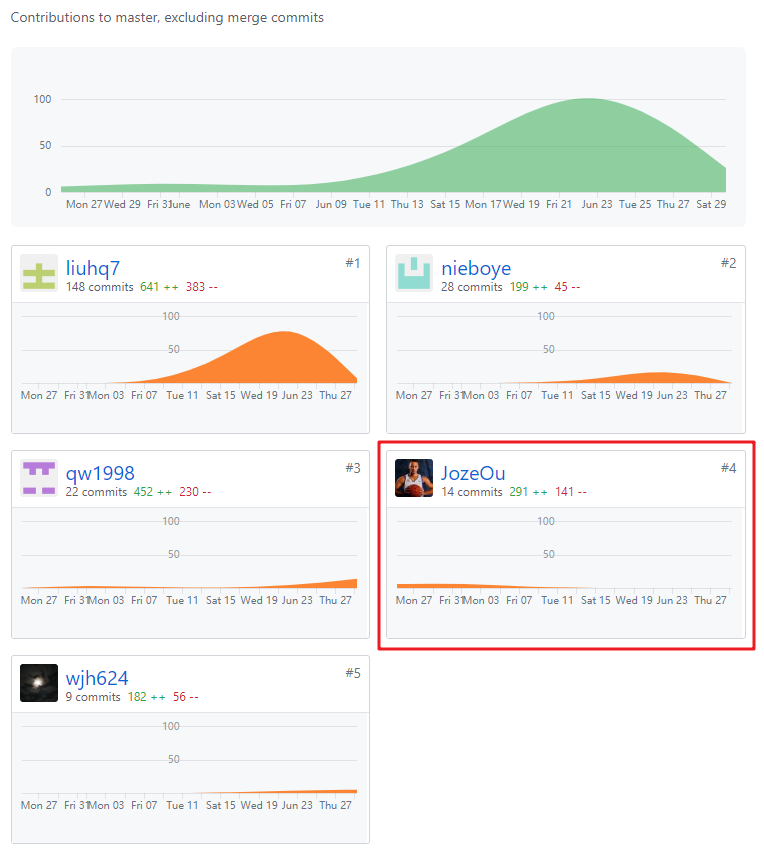 Contributions to master, excluding merge commits
100
50
0
Mon 27 Wed 29 Fri 31 June Mon 03 Wed 05 Fri 07 Jun 09 Tue 11 Thu 13 Sat 15 Mon 17 Wed 19 Fri 21 Jun 23 Tue 25 Thu 27 Sat 29
liuhq7 #1
148 commits 641 ++ 383 --
100
50
Mon 27 Fri 31 Mon 03 Fri 07 Tue 11 Sat 15 Wed 19 Jun 23 Thu 27
nieboye #2
28 commits 199 ++ 45 --
100
50
Mon 27 Fri 31 Mon 03 Fri 07 Tue 11 Sat 15 Wed 19 Jun 23 Thu 27
qw1998 #3
22 commits 452 ++ 230 --
100
50
Mon 27 Fri 31 Mon 03 Fri 07 Tue 11 Sat 15 Wed 19 Jun 23 Thu 27
JozeOu #4
14 commits 291 ++ 141 --
100
50
Mon 27 Fri 31 Mon 03 Fri 07 Tue 11 Sat 15 Wed 19 Jun 23 Thu 27
wjh624 #5
9 commits 182 ++ 56 --
100
50
Mon 27 Fri 31 Mon 03 Fri 07 Tue 11 Sat 15 Wed 19 Jun 23 Thu 27